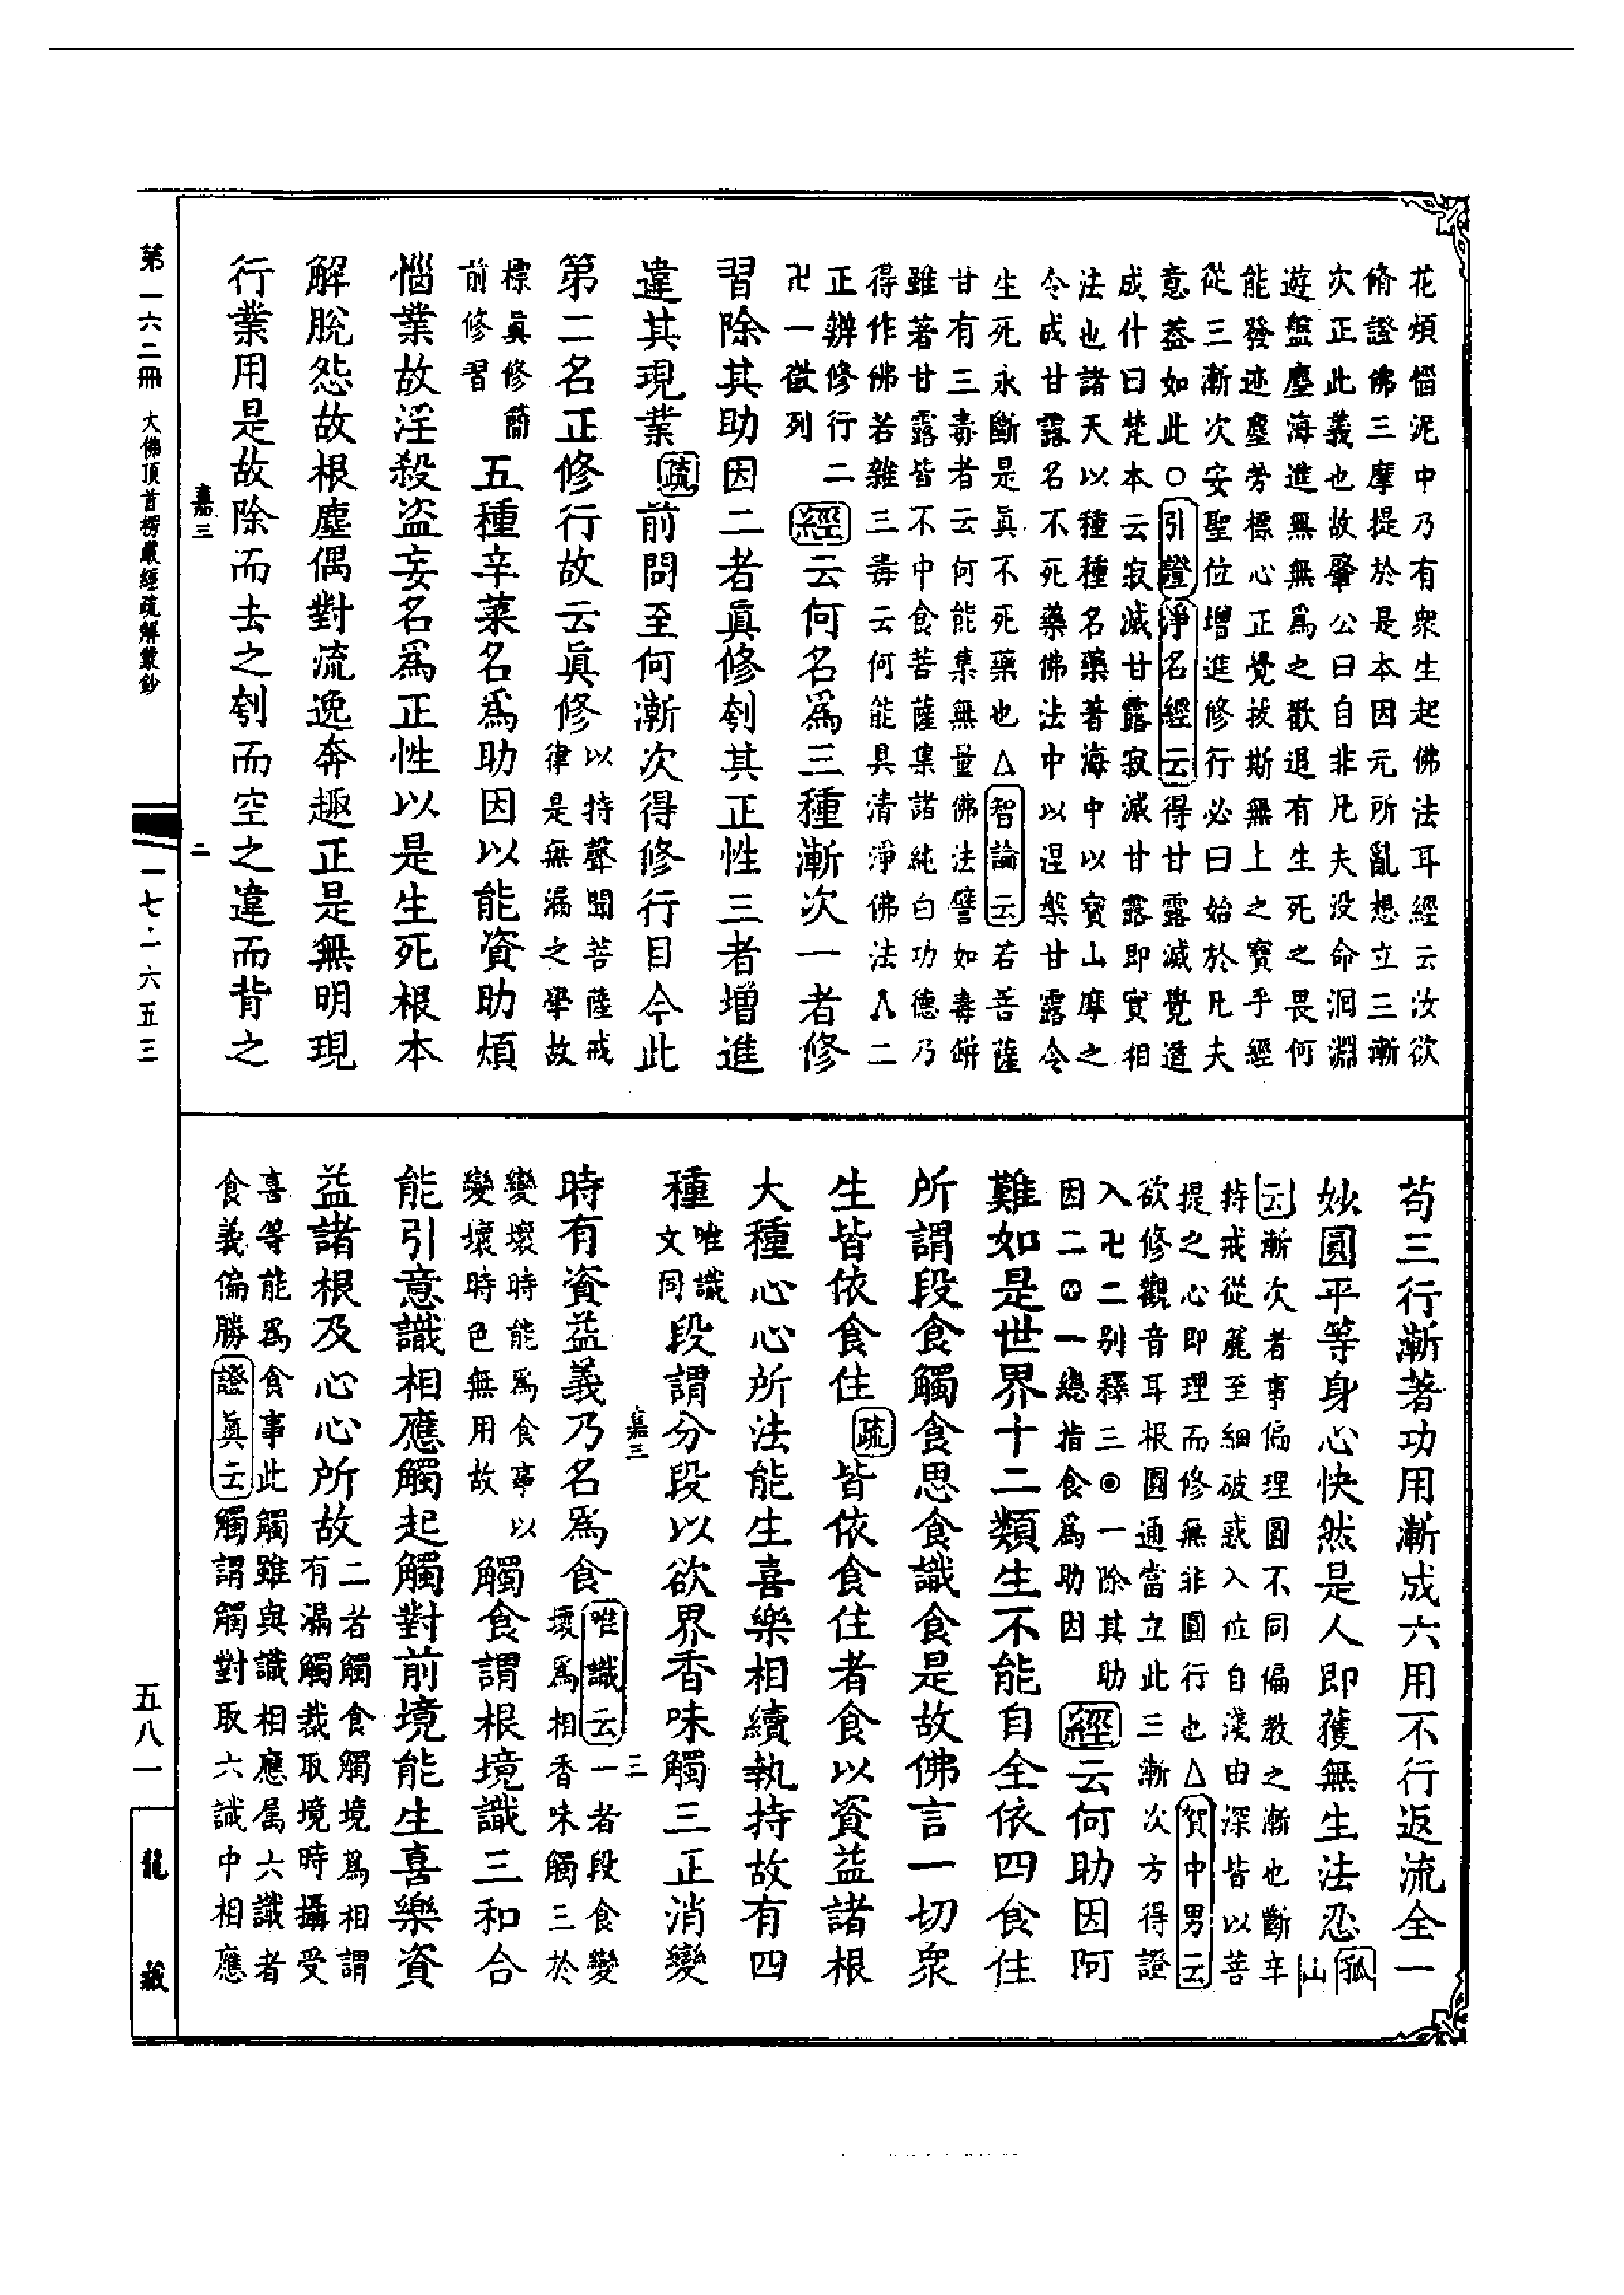 花煩惱泥中乃有衆生起佛法耳經云汝欲
脩證佛三摩提於是本因元所亂想立三漸
次正此義也故肇公曰自非凡夫没命洞淵
遊盤塵海進無無爲之歡退有生死之畏何
能發迹塵勞標心正覺拔斯無上之寶乎經
從三漸次安聖位增進修行必曰始於凡夫
意葢如此○引證淨名經云得甘露滅覺道
成什曰梵本云寂滅甘露寂滅甘露即實相
法也諸天以種種名藥著海中以寶山摩之
令成甘露名不死藥佛法中以涅槃甘露令
生死永斷是眞不死藥也△智論云若菩薩
甘有三毒者云何能集無量佛法譬如毒缾
雖著甘露皆不中食菩薩集諸純白功德乃
得作佛若雜三毒云何能具清淨佛法人二
正辦修行二
卍一徵列
經云何名爲三種漸次一者修
習除其助因二者眞修刳其正性三者增進
違其現業疏前問至何漸次得修行目今此
第二名正修行故云眞修
以持聲聞菩薩戒
律是無漏之學故
標眞修簡
前修習
五種辛菜名爲助因以能資助煩
惱業故淫殺盗妄名爲正性以是生死根本
解脫怨故根塵偶對流逸奔趣正是無明現
行業用是故除而去之刳而空之違而背之
嘉三
二
第一六二冊
大佛頂首楞嚴經疏解蒙鈔
一七·一六五三
苟三行漸著功用漸成六用不行返流全一
妙圓平等身心快然是人即獲無生法忍
孤山
云漸次者事偏理圓不同偏教之漸也斷辛
持戒從麁至細破惑入位自淺由深皆以菩
提之心即理而修無非圓行也△賀中男云
欲修觀音耳根圓通當立此三漸次方得證
入卍二別釋三◉一除其助
因二一總指食爲助因
經云何助因阿
難如是世界十二類生不能自全依四食住
所謂段食觸食思食識食是故佛言一切衆
生皆依食住疏皆依食住者食以資益諸根
大種心心所法能生喜樂相續執持故有四
種
唯識
文同
段謂分段以欲界香味觸三正消變
嘉三
三
時有資益義乃名爲食
唯識云一者段食變
壞爲相香味觸三於
變壞時能爲食事以
變壞時色無用故
觸食謂根境識三和合
能引意識相應觸起觸對前境能生喜樂資
益諸根及心心所故
二者觸食觸境爲相謂
有漏觸裁取境時攝受
喜等能爲食事此觸雖與識相應属六識者
食義偏勝證眞云觸謂觸對取六識中相應
五八一
龍藏